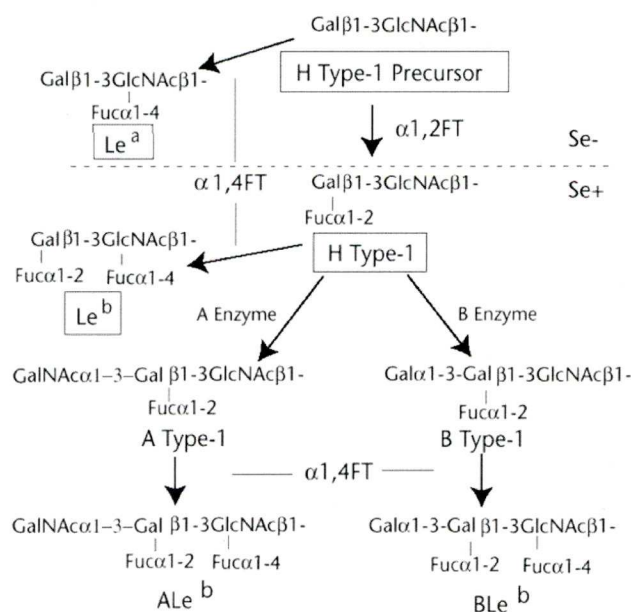 Galβ1-3GlcNAcβ1-
H Type-1 Precursor
Galβ1-3GlcNAcβ1-
Fucα1-4
Le a
α1,2FT
Se-
α1,4FT
Galβ1-3GlcNAcβ1-
Fucα1-2
Se+
H Type-1
Galβ1-3GlcNAcβ1-
Fucα1-2 Fucα1-4
Le b
A Enzyme
B Enzyme
GalNAcα1-3-Gal β1-3GlcNAcβ1-
Fucα1-2
A Type-1
Galα1-3-Gal β1-3GlcNAcβ1-
Fucα1-2
B Type-1
α1,4FT
GalNAcα1-3-Gal β1-3GlcNAcβ1-
Fucα1-2 Fucα1-4
ALe b
Galα1-3-Gal β1-3GlcNAcβ1-
Fucα1-2 Fucα1-4
BLe b